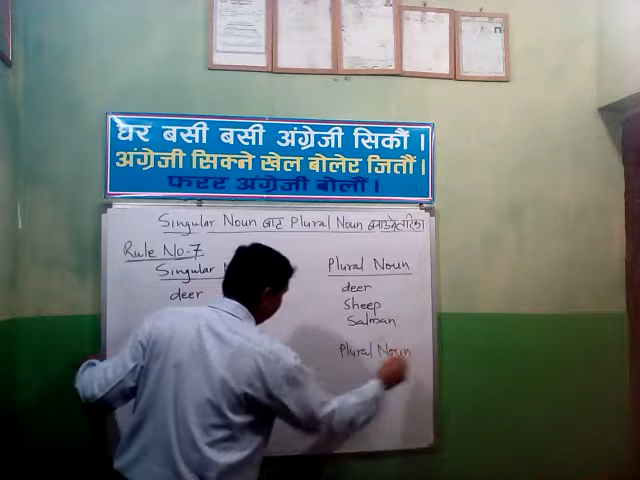 घर बसी बसी अंग्रेजी सिकौं ।
अंग्रेजी सिक्ने खेल बोलेर जितौं ।
फरर अंग्रेजी बोलौं ।
Singular Noun बाट Plural Noun बनाउने तरिका
Rule No-7
Singular
Plural Noun
deer
deer
Sheep
Salman
Plural Noun